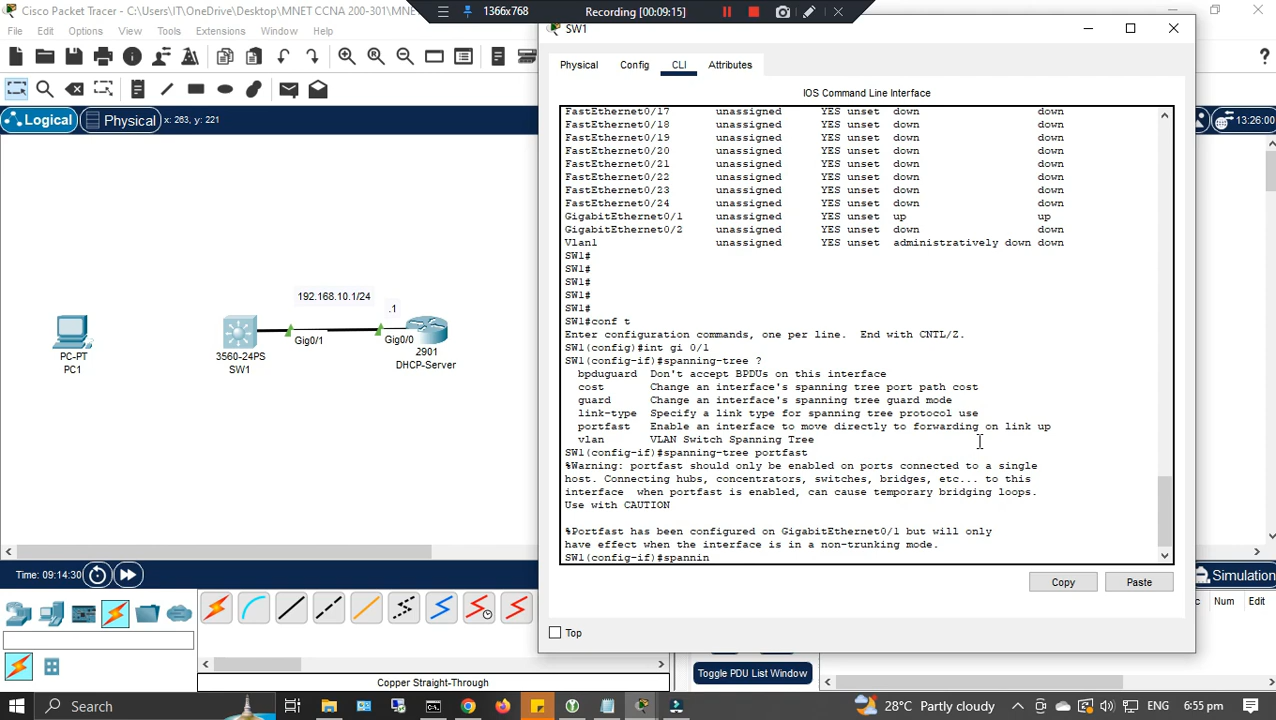 Cisco Packet Tracer - C:\Users\IT\OneDrive\Desktop\MNET CCNA 200-301\MNE
1366x768
Recording [00:09:15]
File Edit Options View Tools Extensions Window Help
Logical
Physical
x: 263, y: 221
13:26:00
192.168.10.1/24
.1
Gig0/1
Gig0/0
PC-PT
PC1
3560-24PS
SW1
2901
DHCP-Server
SW1
Physical
Config
CLI
Attributes
IOS Command Line Interface
FastEthernet0/17 unassigned YES unset down down
FastEthernet0/18 unassigned YES unset down down
FastEthernet0/19 unassigned YES unset down down
FastEthernet0/20 unassigned YES unset down down
FastEthernet0/21 unassigned YES unset down down
FastEthernet0/22 unassigned YES unset down down
FastEthernet0/23 unassigned YES unset down down
FastEthernet0/24 unassigned YES unset down down
GigabitEthernet0/1 unassigned YES unset up up
GigabitEthernet0/2 unassigned YES unset down down
Vlan1 unassigned YES unset administratively down down
SW1#
SW1#
SW1#
SW1#
SW1#
SW1#conf t
Enter configuration commands, one per line. End with CNTL/Z.
SW1(config)#int gi 0/1
SW1(config-if)#spanning-tree ?
bpduguard Don't accept BPDUs on this interface
cost Change an interface's spanning tree port path cost
guard Change an interface's spanning tree guard mode
link-type Specify a link type for spanning tree protocol use
portfast Enable an interface to move directly to forwarding on link up
vlan VLAN Switch Spanning Tree
SW1(config-if)#spanning-tree portfast
%Warning: portfast should only be enabled on ports connected to a single
host. Connecting hubs, concentrators, switches, bridges, etc... to this
interface when portfast is enabled, can cause temporary bridging loops.
Use with CAUTION
%Portfast has been configured on GigabitEthernet0/1 but will only
have effect when the interface is in a non-trunking mode.
SW1(config-if)#spannin
Copy
Paste
Top
Time: 09:14:30
Simulation
Num
Edit
Copper Straight-Through
Toggle PDU List Window
Search
28°C Partly cloudy
ENG
6:55 pm